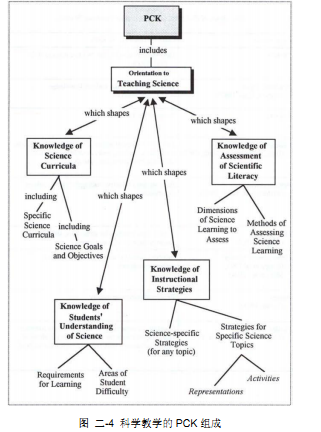 PCK
includes
Orientation to
Teaching Science
which shapes
which shapes
Knowledge of
Science
Curricula
Knowledge of
Assessment
of Scientific
Literacy
which shapes
which shapes
including
Specific
Science
Curricula
including
Science Goals
and Objectives
Dimensions
of Science
Learning to
Assess
Methods of
Assessing
Science
Learning
Knowledge of
Instructional
Strategies
Knowledge of
Students'
Understanding
of Science
Science-specific
Strategies
(for any topic)
Strategies for
Specific Science
Topics
Requirements
for Learning
Areas of
Student
Difficulty
Representations
Activities
图 二-4 科学教学的 PCK 组成